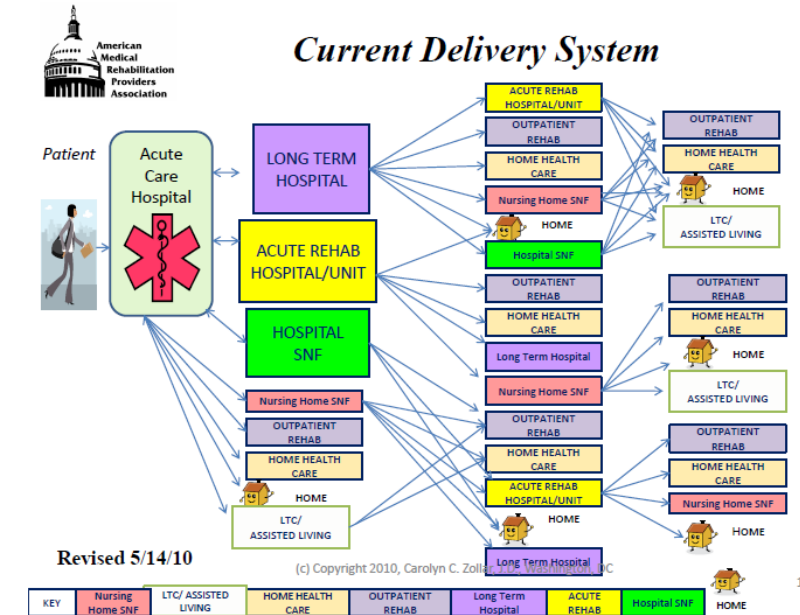 American
Medical
Rehabilitation
Providers
Association
Current Delivery System
Patient
Acute
Care
Hospital
LONG TERM
HOSPITAL
ACUTE REHAB
HOSPITAL/UNIT
HOSPITAL
SNF
Nursing Home SNF
OUTPATIENT
REHAB
HOME HEALTH
CARE
HOME
LTC/
ASSISTED LIVING
ACUTE REHAB
HOSPITAL/UNIT
OUTPATIENT
REHAB
HOME HEALTH
CARE
Nursing Home SNF
HOME
Hospital SNF
OUTPATIENT
REHAB
HOME HEALTH
CARE
Long Term Hospital
Nursing Home SNF
OUTPATIENT
REHAB
HOME HEALTH
CARE
ACUTE REHAB
HOSPITAL/UNIT
HOME
Long Term Hospital
OUTPATIENT
REHAB
HOME HEALTH
CARE
HOME
LTC/
ASSISTED LIVING
OUTPATIENT
REHAB
HOME HEALTH
CARE
HOME
LTC/
ASSISTED LIVING
OUTPATIENT
REHAB
HOME HEALTH
CARE
Nursing Home SNF
HOME
Revised 5/14/10
(c) Copyright 2010, Carolyn C. Zollar, J.D., Washington, DC
1
KEY
Nursing
Home SNF
LTC/ ASSISTED
LIVING
HOME HEALTH
CARE
OUTPATIENT
REHAB
Long Term
Hospital
ACUTE
REHAB
Hospital SNF
HOME